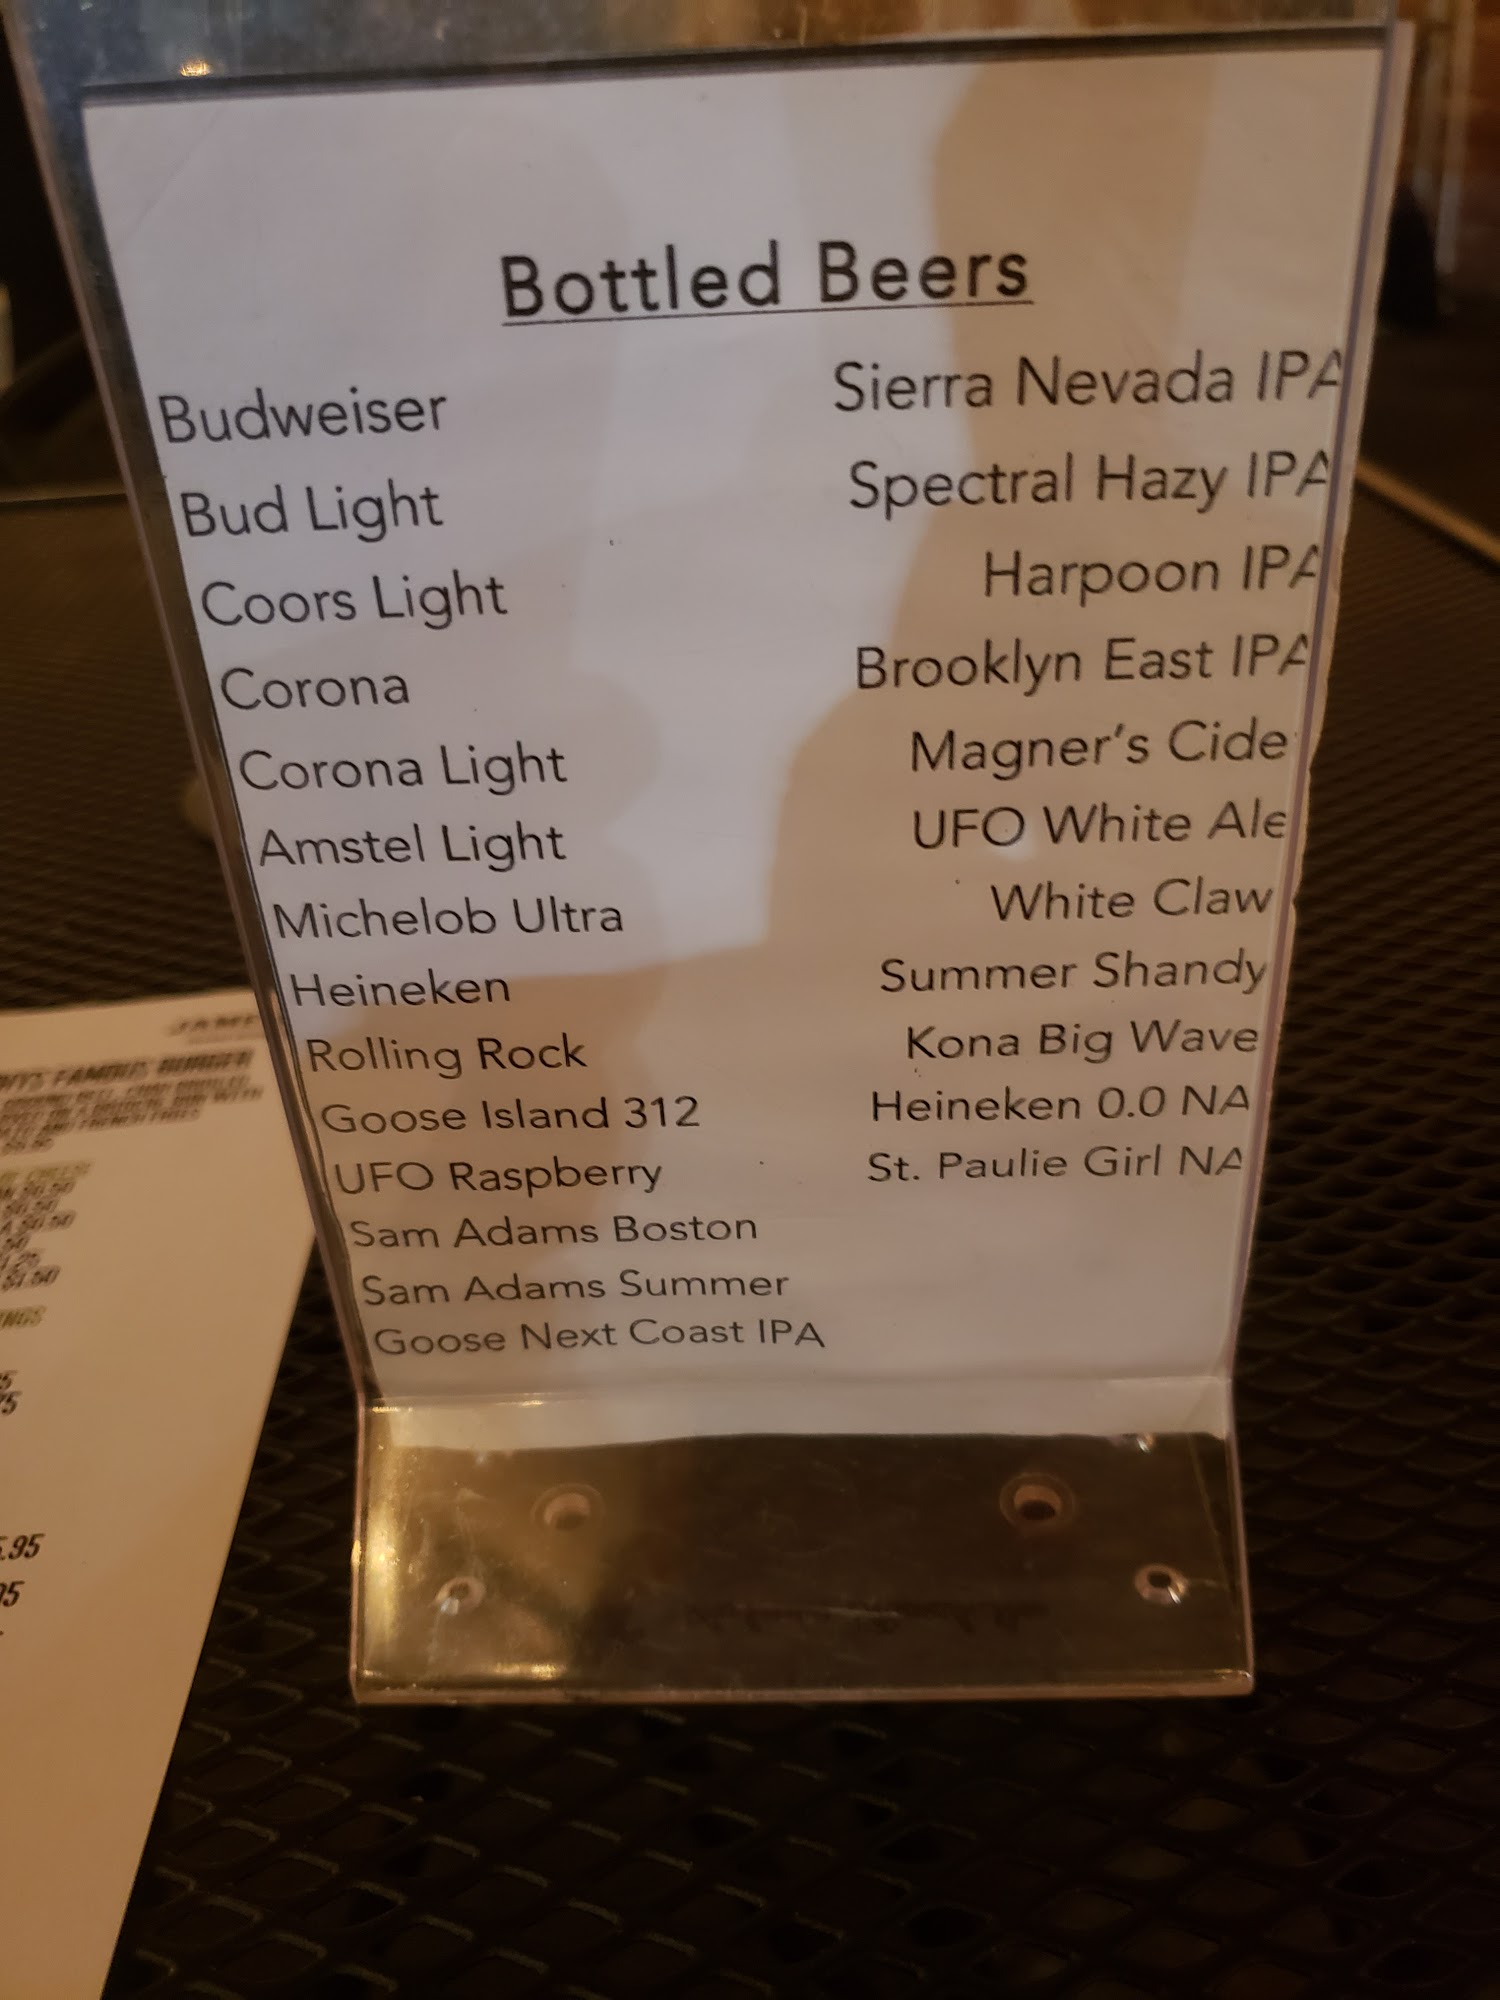 Bottled Beers
Budweiser
Bud Light
Coors Light
Corona
Corona Light
Amstel Light
Michelob Ultra
Heineken
Rolling Rock
Goose Island 312
UFO Raspberry
Sam Adams Boston
Sam Adams Summer
Goose Next Coast IPA
Sierra Nevada IPA
Spectral Hazy IPA
Harpoon IPA
Brooklyn East IPA
Magner's Cide
UFO White Ale
White Claw
Summer Shandy
Kona Big Wave
Heineken 0.0 NA
St. Paulie Girl NA
FAMOUS BURGER
.95